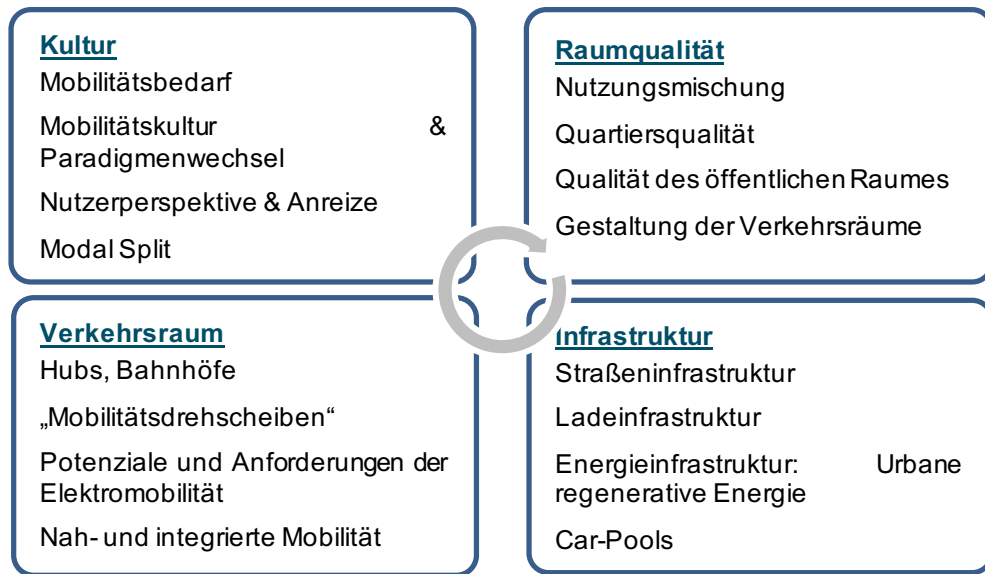 Kultur
Mobilitätsbedarf
Mobilitätskultur &
Paradigmenwechsel
Nutzerperspektive & Anreize
Modal Split
Raumqualität
Nutzungsmischung
Quartiersqualität
Qualität des öffentlichen Raumes
Gestaltung der Verkehrsräume
Verkehrsraum
Hubs, Bahnhöfe
„Mobilitätsdrehscheiben“
Potenziale und Anforderungen der
Elektromobilität
Nah- und integrierte Mobilität
Infrastruktur
Straßeninfrastruktur
Ladeinfrastruktur
Energieinfrastruktur: Urbane
regenerative Energie
Car-Pools